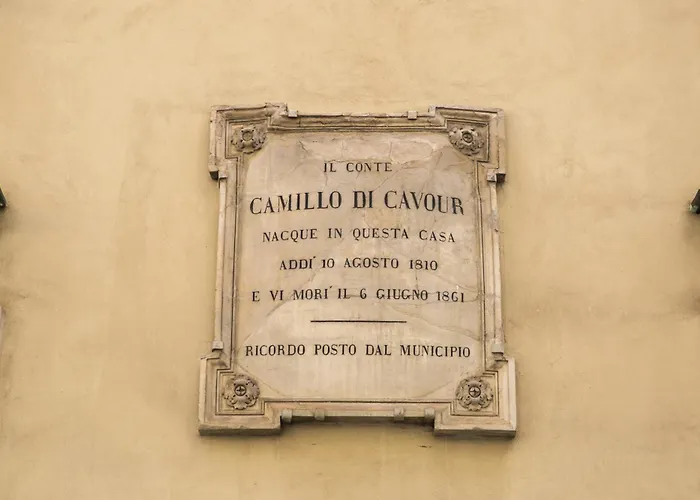 IL CONTE
CAMILLO DI CAVOUR
NACQUE IN QUESTA CASA
ADDI' 10 AGOSTO 1810
E VI MORI' IL 6 GIUGNO 1861
RICORDO POSTO DAL MUNICIPIO